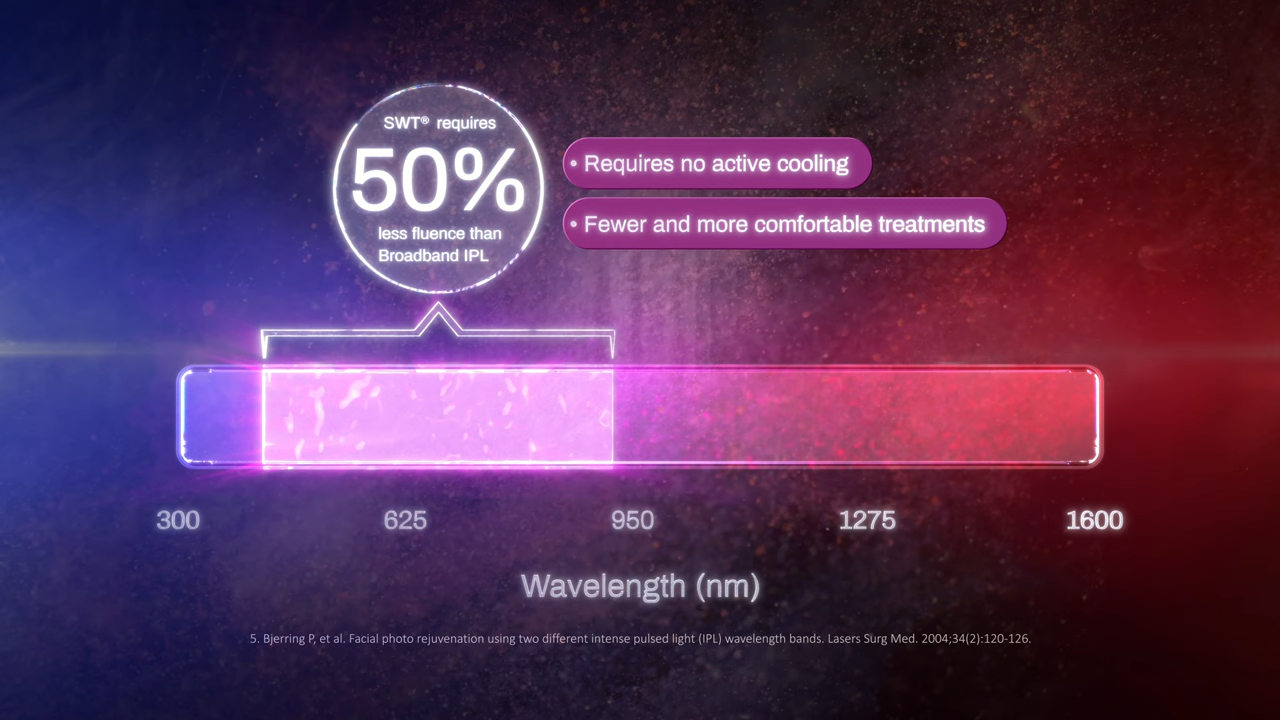 SWT® requires
50%
less fluence than
Broadband IPL
• Requires no active cooling
• Fewer and more comfortable treatments
300 625 950 1275 1600
Wavelength (nm)
5. Bjerring P, et al. Facial photo rejuvenation using two different intense pulsed light (IPL) wavelength bands. Lasers Surg Med. 2004;34(2):120-126.